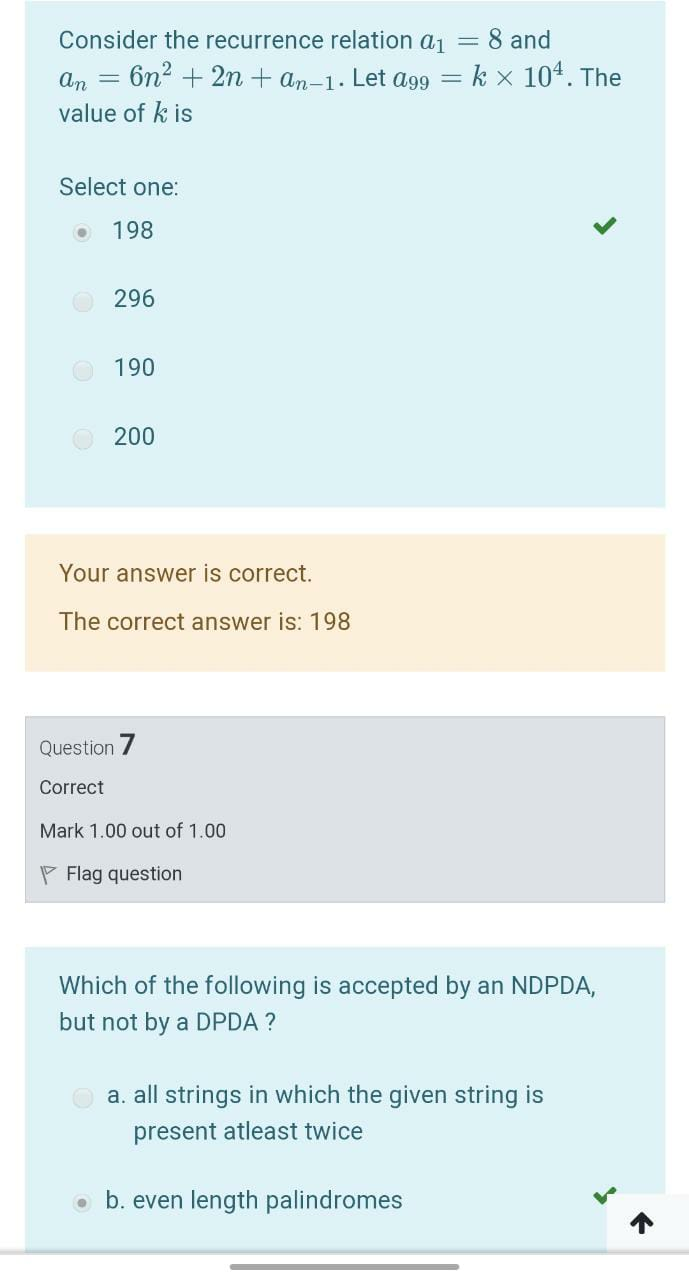 Consider the recurrence relation a₁ = 8 and
aₙ = 6n² + 2n + aₙ₋₁. Let a₉₉ = k × 10⁴. The
value of k is
Select one:
198
296
190
200
Your answer is correct.
The correct answer is: 198
Question 7
Correct
Mark 1.00 out of 1.00
Flag question
Which of the following is accepted by an NDPDA,
but not by a DPDA ?
a. all strings in which the given string is
present atleast twice
b. even length palindromes